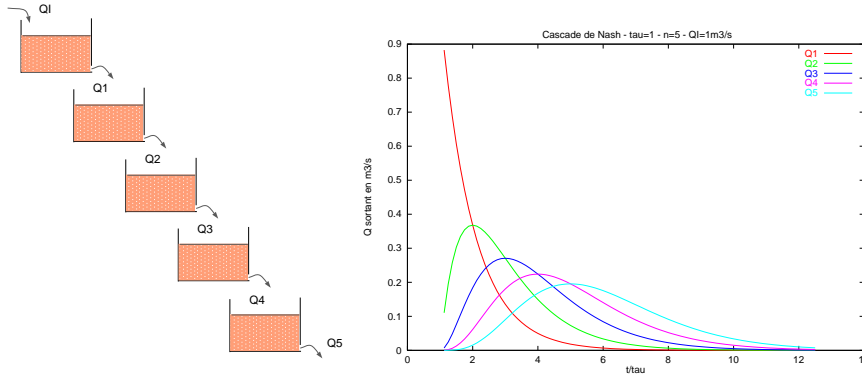 QI
Q1
Q2
Q3
Q4
Q5
Cascade de Nash - tau=1 - n=5 - QI=1m3/s
Q sortant en m3/s
0.9
0.8
0.7
0.6
0.5
0.4
0.3
0.2
0.1
0
0 2 4 6 8 10 12 14
t/tau
Q1
Q2
Q3
Q4
Q5